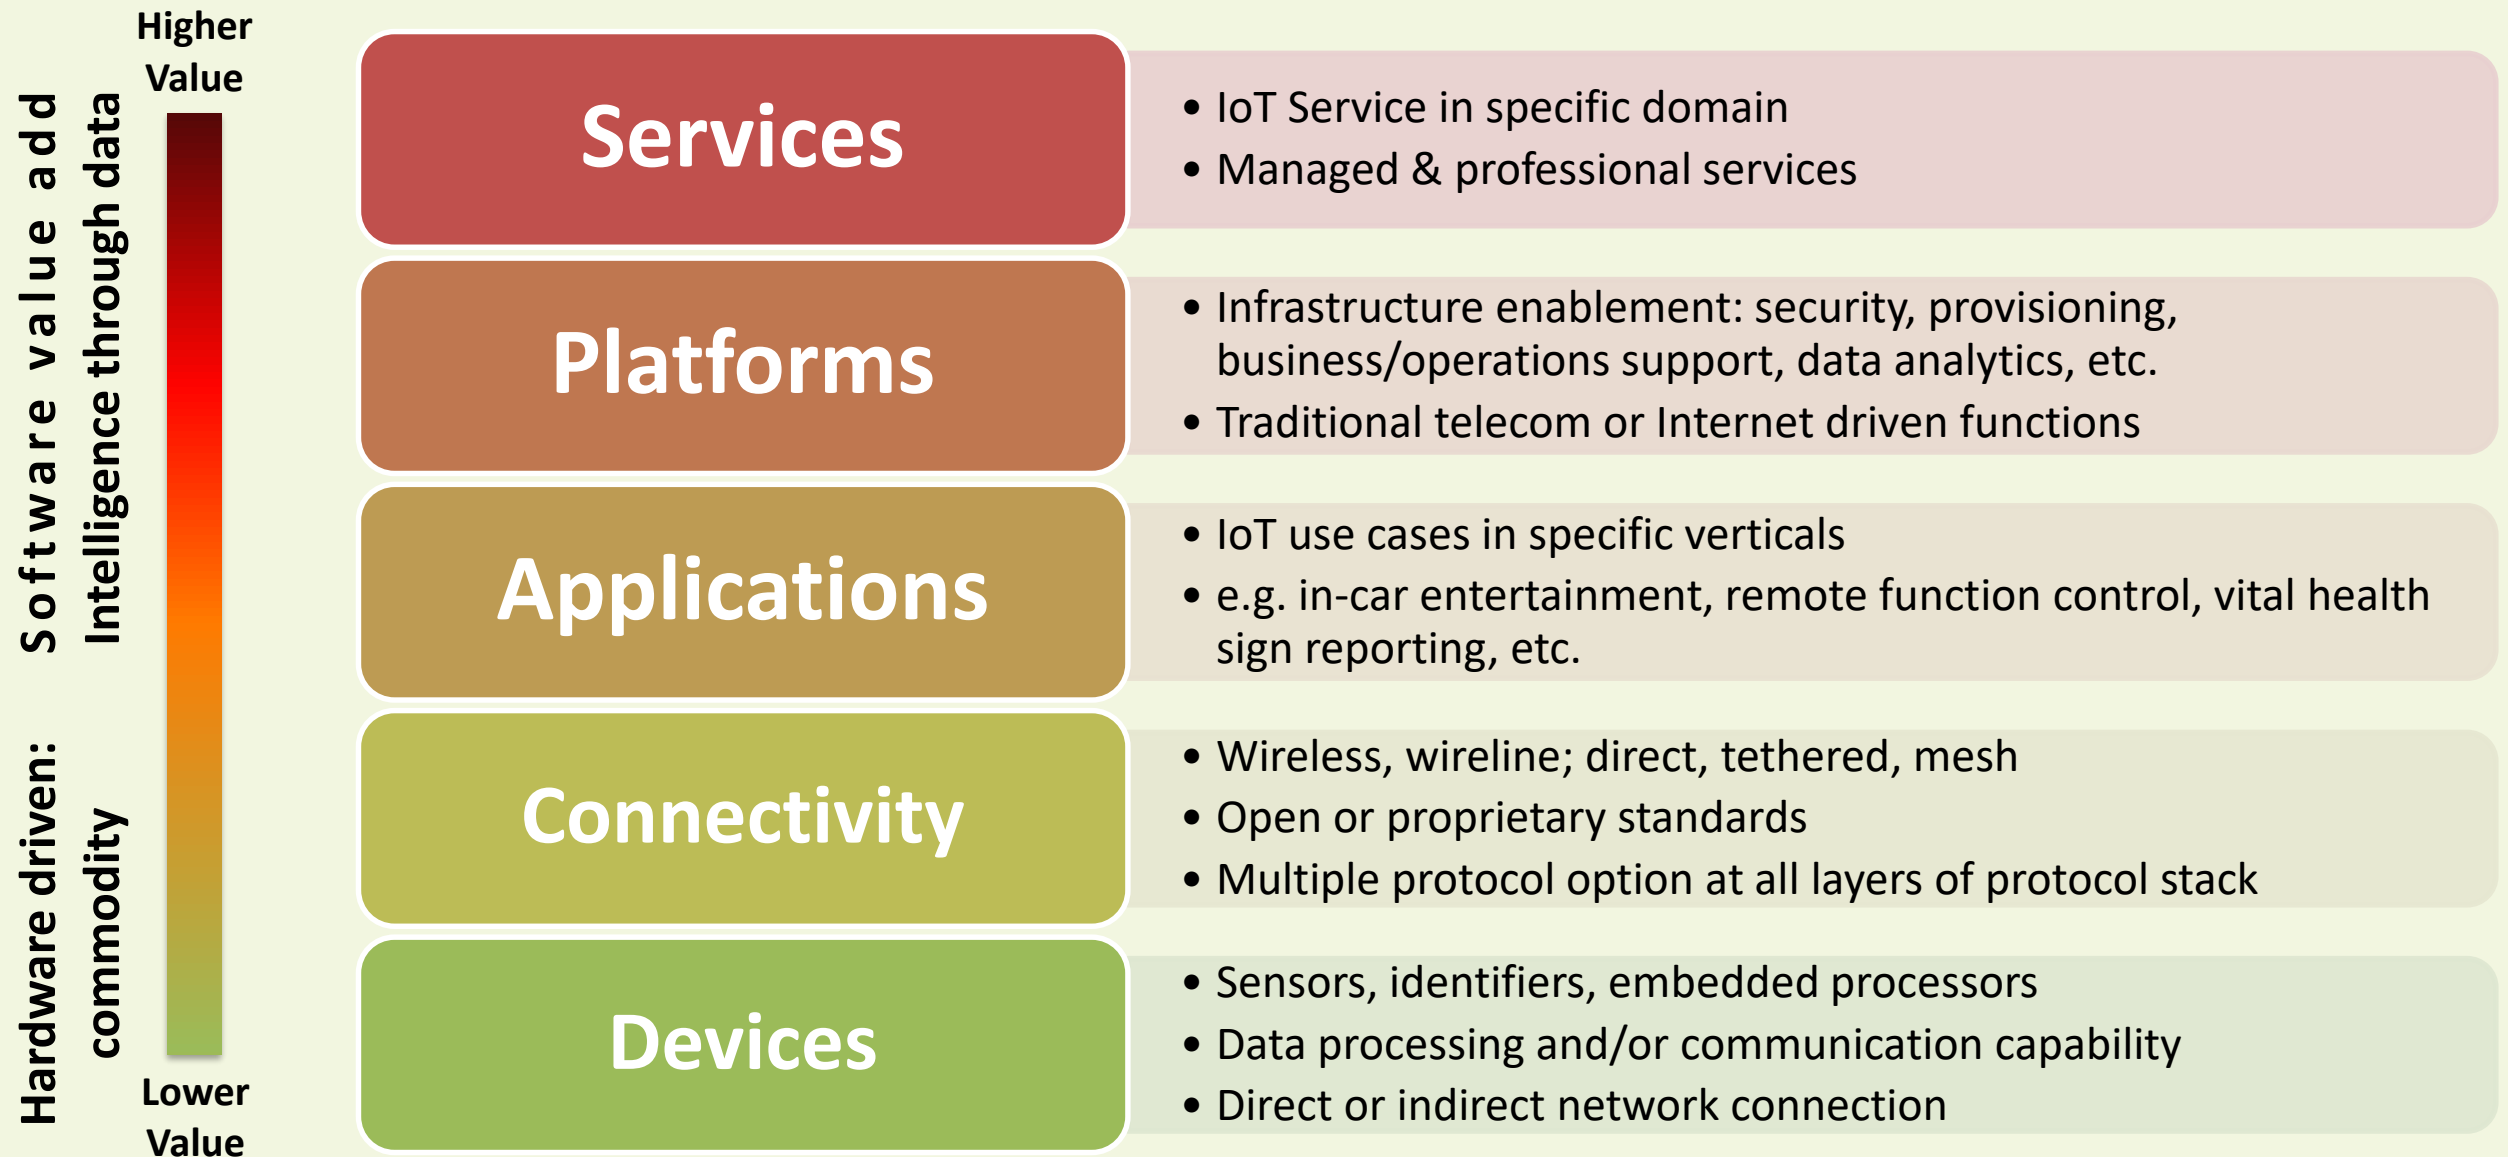 Higher
Value
Software value add
Intelligence through data
Hardware driven:
commodity
Lower
Value
Services
• IoT Service in specific domain
• Managed & professional services
Platforms
• Infrastructure enablement: security, provisioning,
business/operations support, data analytics, etc.
• Traditional telecom or Internet driven functions
Applications
• IoT use cases in specific verticals
• e.g. in-car entertainment, remote function control, vital health
sign reporting, etc.
Connectivity
• Wireless, wireline; direct, tethered, mesh
• Open or proprietary standards
• Multiple protocol option at all layers of protocol stack
Devices
• Sensors, identifiers, embedded processors
• Data processing and/or communication capability
• Direct or indirect network connection